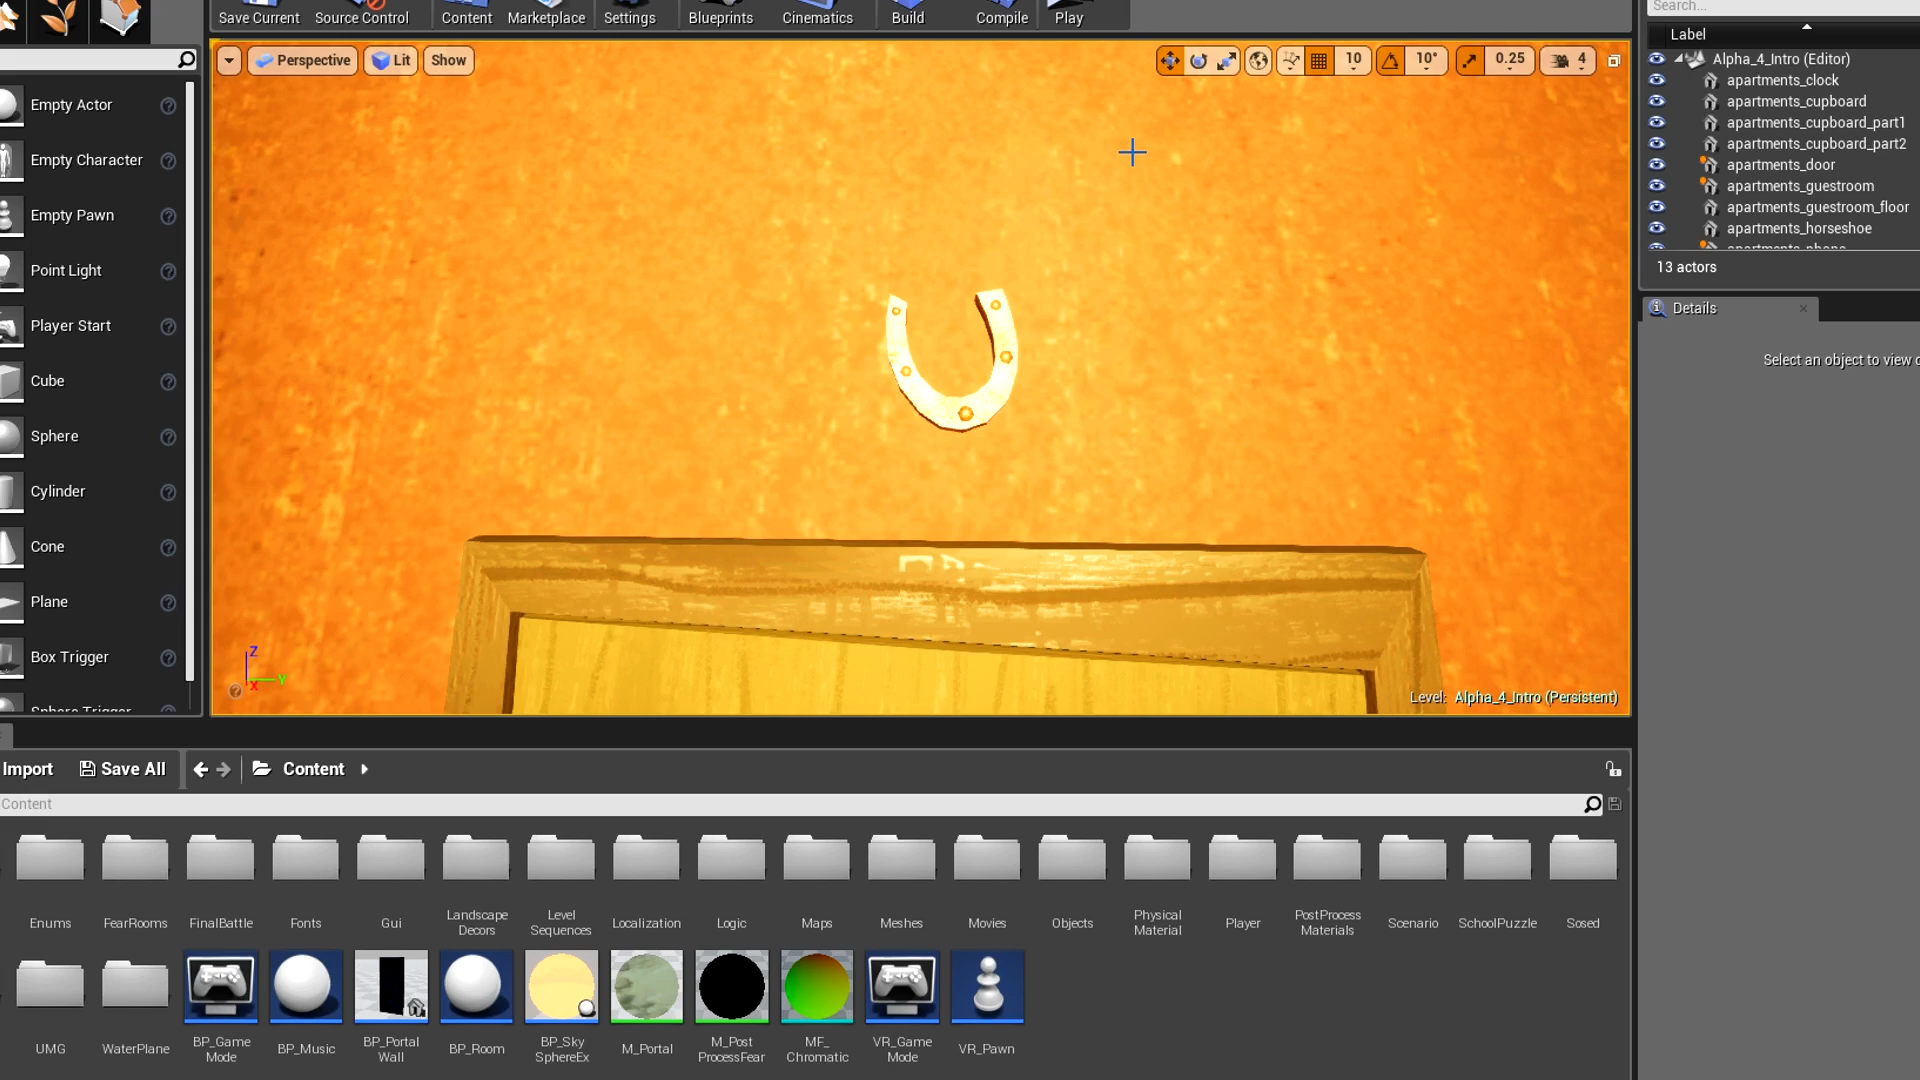 Save Current
Source Control
Content
Marketplace
Settings
Blueprints
Cinematics
Build
Compile
Play
Search...
Label
Perspective
Lit
Show
10
10°
0.25
4
Alpha_4_Intro (Editor)
apartments_clock
apartments_cupboard
apartments_cupboard_part1
apartments_cupboard_part2
apartments_door
apartments_guestroom
apartments_guestroom_floor
apartments_horseshoe
apartments_phone
13 actors
Details
Select an object to view
Empty Actor
Empty Character
Empty Pawn
Point Light
Player Start
Cube
Sphere
Cylinder
Cone
Plane
Box Trigger
Sphere Trigger
Z
Y
X
Level: Alpha_4_Intro (Persistent)
Import
Save All
Content
Content
Enums
FearRooms
FinalBattle
Fonts
Gui
Landscape
Decors
Level
Sequences
Localization
Logic
Maps
Meshes
Movies
Objects
Physical
Material
Player
PostProcess
Materials
Scenario
SchoolPuzzle
Sosed
UMG
WaterPlane
BP_Game
Mode
BP_Music
BP_Portal
Wall
BP_Room
BP_Sky
SphereEx
M_Portal
M_Post
ProcessFear
MF_
Chromatic
VR_Game
Mode
VR_Pawn